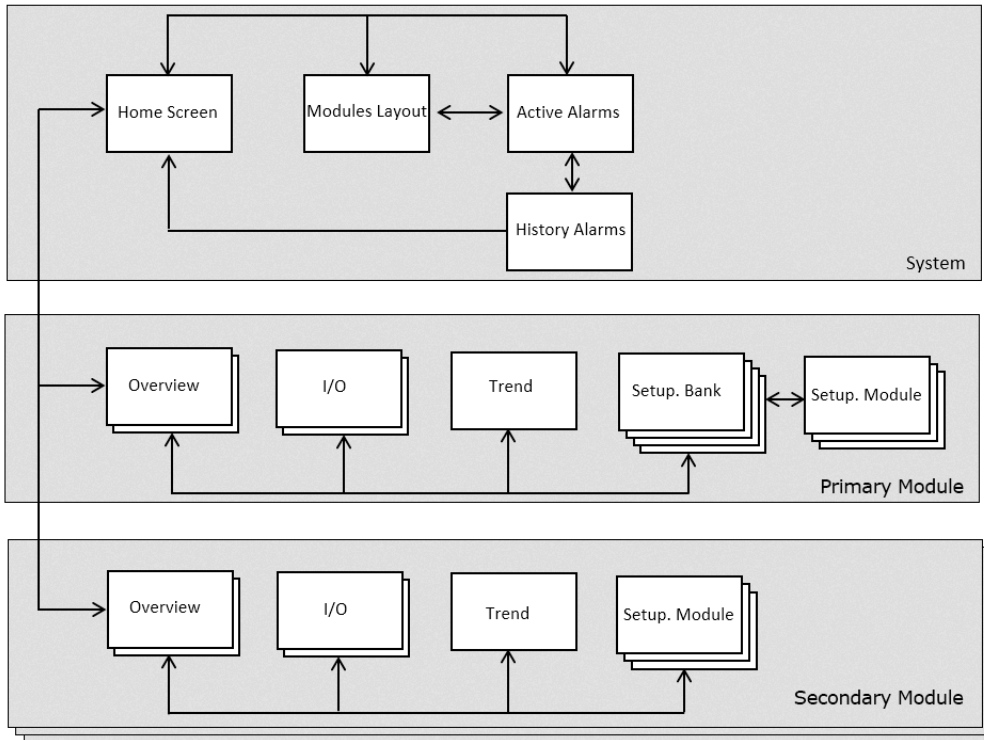 Home Screen
Modules Layout
Active Alarms
History Alarms
System
Overview
I/O
Trend
Setup. Bank
Setup. Module
Primary Module
Overview
I/O
Trend
Setup. Module
Secondary Module